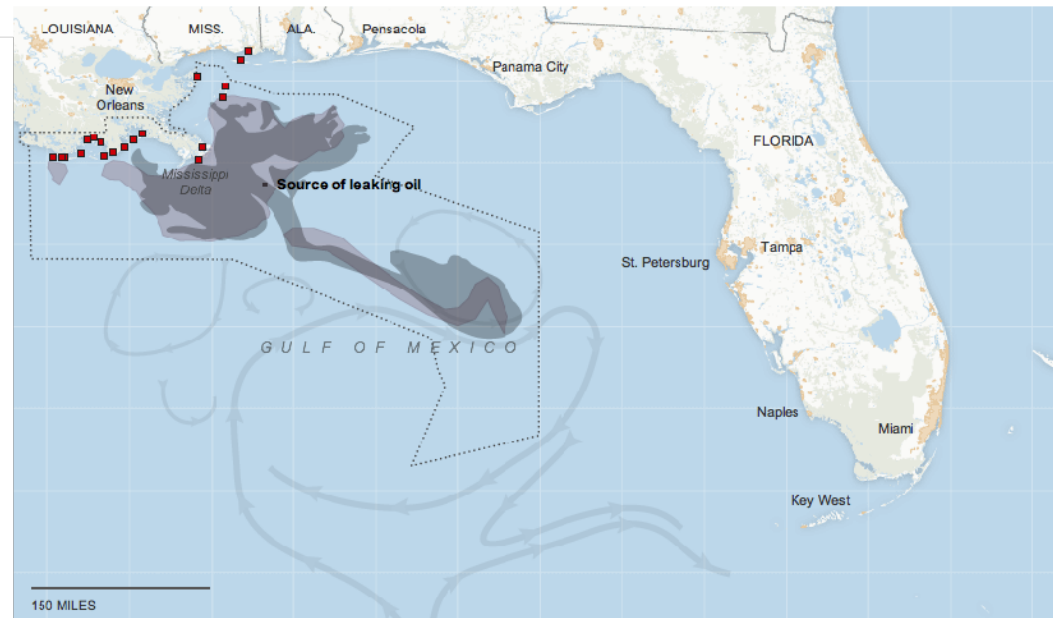 LOUISIANA
MISS.
ALA.
Pensacola
Panama City
New
Orleans
FLORIDA
Mississippi
Delta
Source of leaking oil
Tampa
St. Petersburg
GULF OF MEXICO
Naples
Miami
Key West
150 MILES